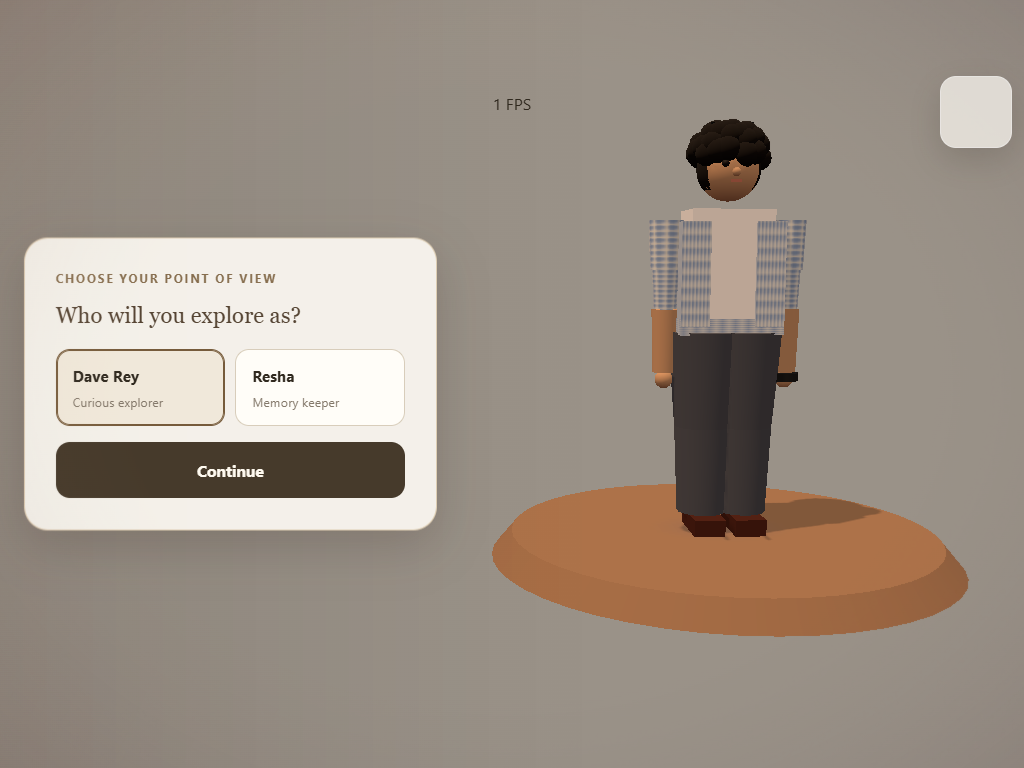 1 FPS
CHOOSE YOUR POINT OF VIEW
Who will you explore as?
Dave Rey
Curious explorer
Resha
Memory keeper
Continue